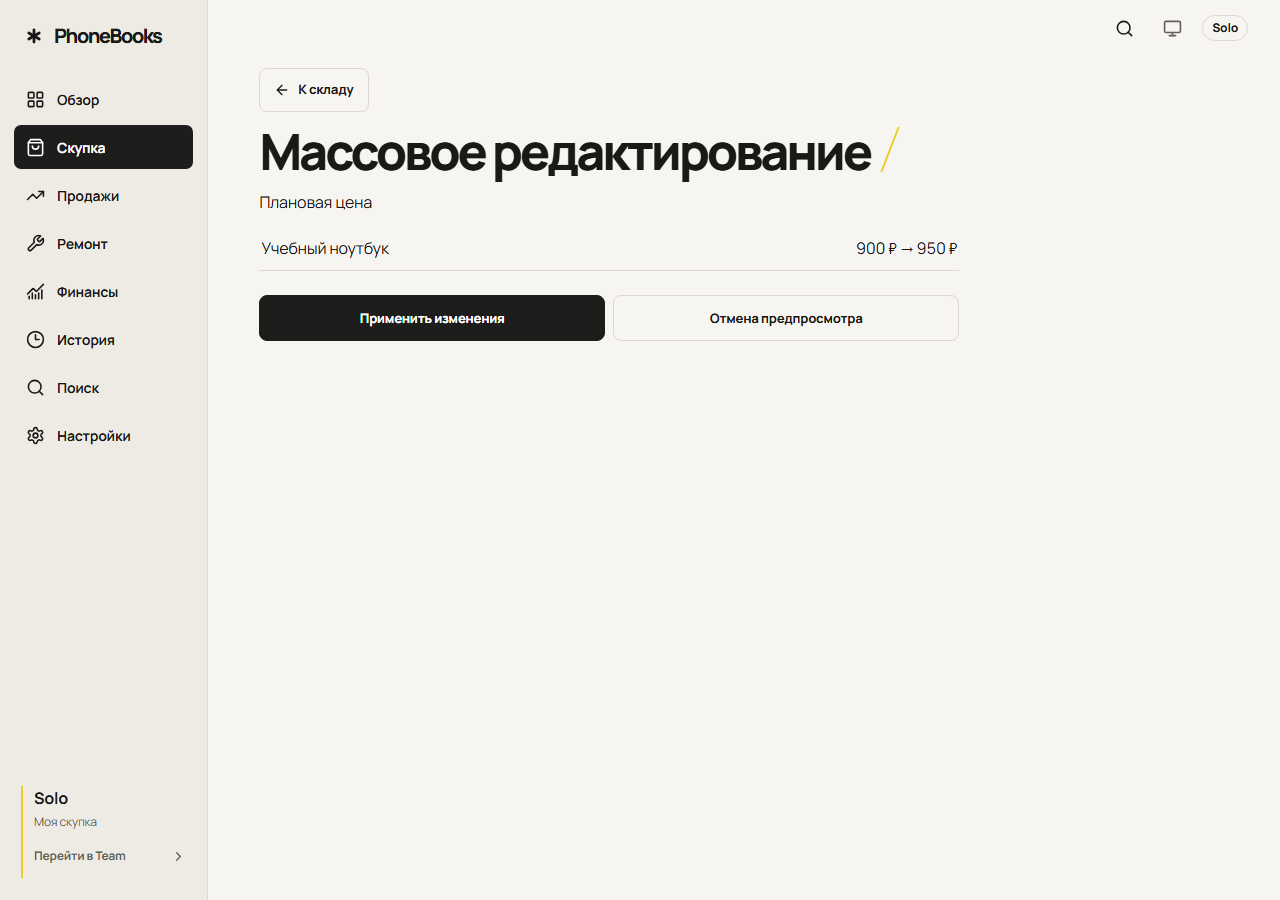 PhoneBooks
Обзор
Скупка
Продажи
Ремонт
Финансы
История
Поиск
Настройки
Solo
Моя скупка
Перейти в Team
Solo
К складу
Массовое редактирование /
Плановая цена
Учебный ноутбук 900 ₽ → 950 ₽
Применить изменения Отмена предпросмотра